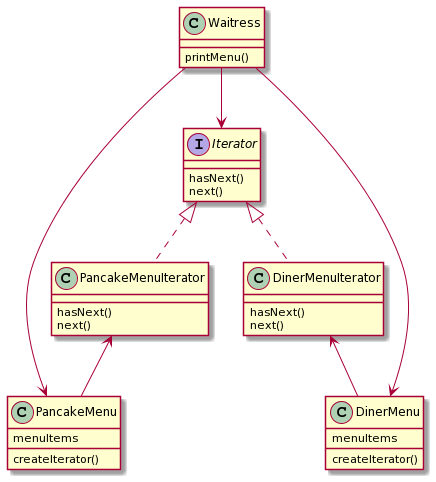 C Waitress
printMenu()
I Iterator
hasNext()
next()
C PancakeMenuIterator
hasNext()
next()
C DinerMenuIterator
hasNext()
next()
C PancakeMenu
menuItems
createIterator()
C DinerMenu
menuItems
createIterator()